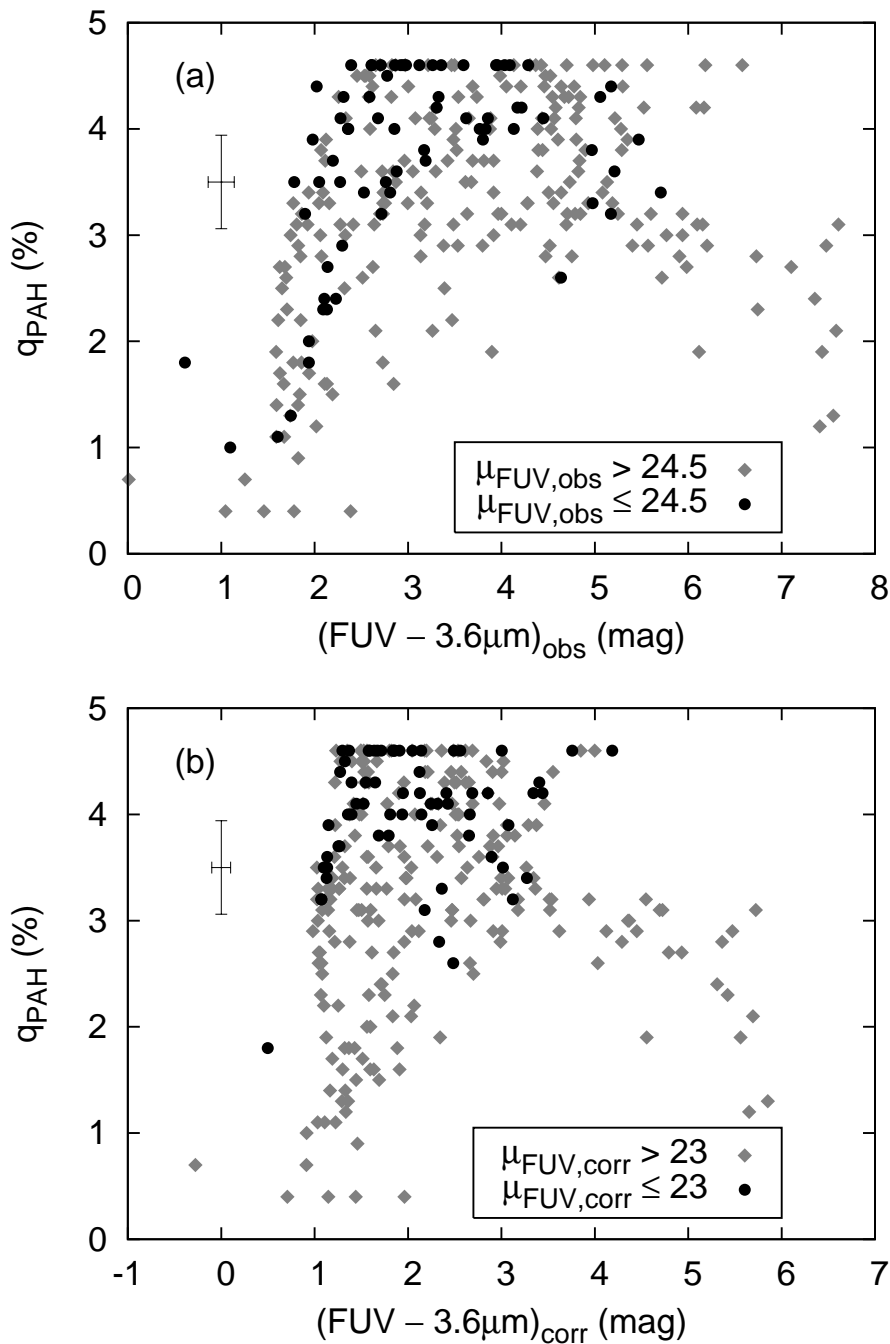 5
(a)
4
3
2
1
0
q_PAH (%)
μ_FUV,obs > 24.5
μ_FUV,obs ≤ 24.5
0 1 2 3 4 5 6 7 8
(FUV − 3.6μm)_obs (mag)
5
(b)
4
3
2
1
0
q_PAH (%)
μ_FUV,corr > 23
μ_FUV,corr ≤ 23
-1 0 1 2 3 4 5 6 7
(FUV − 3.6μm)_corr (mag)